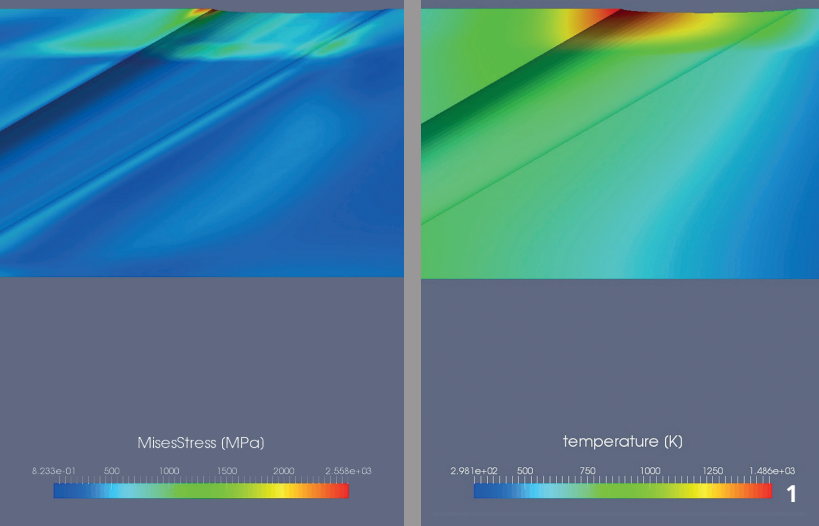 MisesStress (MPa)
8.233e-01 500 1000 1500 2000 2.558e+03
temperature (K)
2.981e+02 500 750 1000 1250 1.486e+03
1